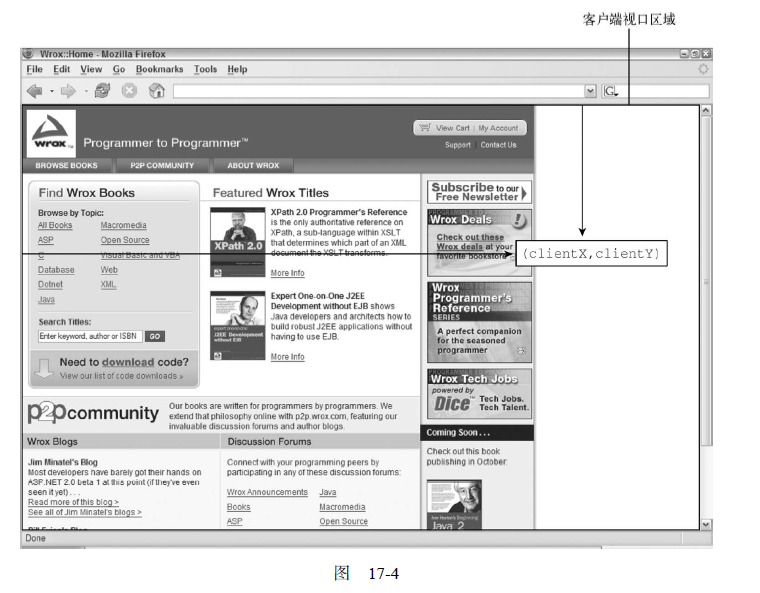 客户端视口区域
Wrox::Home - Mozilla Firefox
File Edit View Go Bookmarks Tools Help
G
wrox™ Programmer to Programmer™
View Cart | My Account
Support | Contact Us
BROWSE BOOKS P2P COMMUNITY ABOUT WROX
Find Wrox Books
Browse by Topic:
All Books Macromedia
ASP Open Source
C Visual Basic and VBA
Database Web
Dotnet XML
Java
Search Titles:
Enter keyword, author or ISBN GO
Need to download code?
View our list of code downloads »
Featured Wrox Titles
XPath 2.0
XPath 2.0 Programmer's Reference
is the only authoritative reference on
XPath, a sub-language within XSLT
that determines which part of an XML
document the XSLT transforms.
More Info
J2EE Development
without EJB
Expert One-on-One J2EE
Development without EJB shows
Java developers and architects how to
build robust J2EE applications without
having to use EJB.
More Info
Subscribe to our
Free Newsletter
Wrox Deals
Check out these
Wrox deals at your
favorite bookstore
(clientX,clientY)
Wrox
Programmer's
Reference
SERIES
A perfect companion
for the seasoned
programmer
Wrox Tech Jobs
powered by
Dice™ Tech Jobs.
Tech Talent.
p2pcommunity
Our books are written for programmers by programmers. We
extend that philosophy online with p2p.wrox.com, featuring our
invaluable discussion forums and author blogs.
Wrox Blogs
Jim Minatel's Blog
Most developers have barely got their hands on
ASP.NET 2.0 beta 1 at this point (if they've even
seen it yet) . . .
Read more of this blog >
See all of Jim Minatel's blogs >
Discussion Forums
Connect with your programming peers by
participating in any of these discussion forums:
Wrox Announcements Java
Books Macromedia
ASP Open Source
Coming Soon . . .
Check out this book
publishing in October:
Java 2
Done
图 17-4